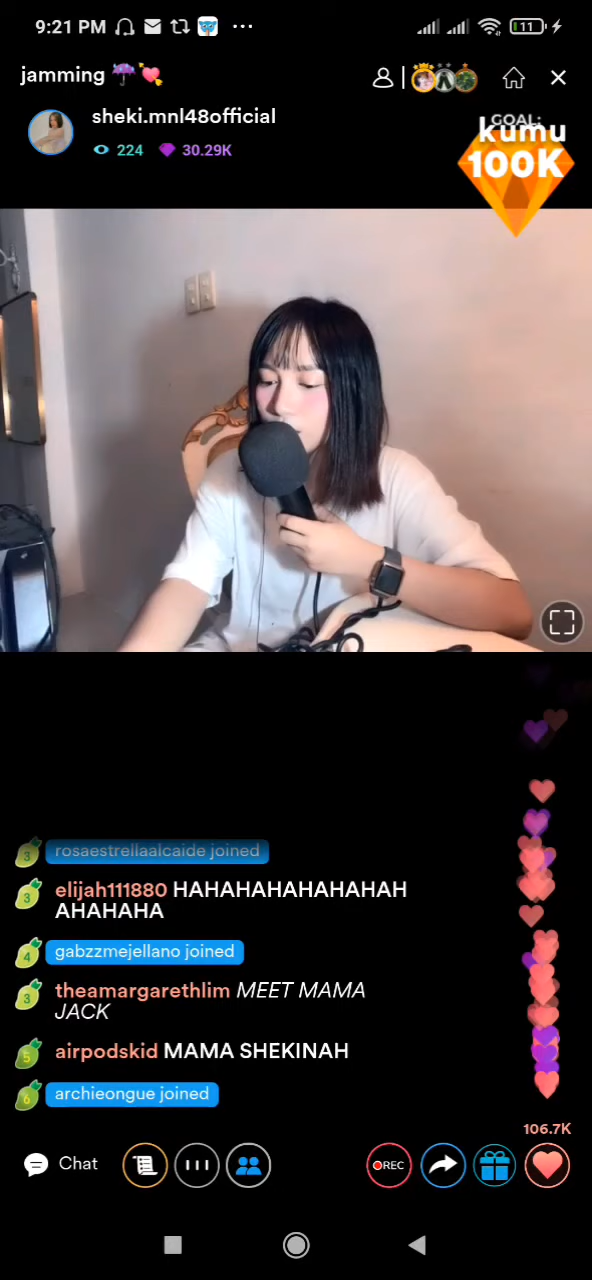 9:21 PM
11
jamming ☔💘
sheki.mnl48official
224 30.29K
GOAL:
kumu
100K
3 rosaestrellaalcaide joined
3 elijah111880 HAHAHAHAHAHAHAH
AHAHAHA
4 gabzzmejellano joined
3 theamargarethlim MEET MAMA
JACK
5 airpodskid MAMA SHEKINAH
6 archieongue joined
106.7K
Chat
REC